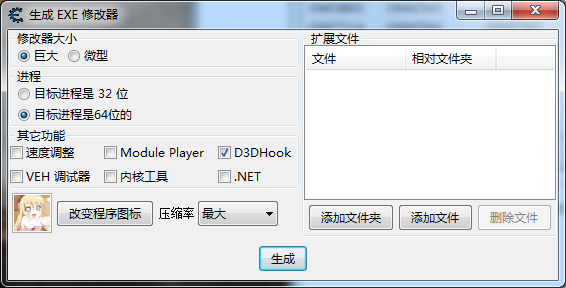 生成 EXE 修改器
修改器大小
巨大 微型
进程
目标进程是 32 位
目标进程是64位的
其它功能
速度调整 Module Player D3DHook
VEH 调试器 内核工具 .NET
改变程序图标 压缩率 最大
扩展文件
文件 相对文件夹
添加文件夹 添加文件 删除文件
生成